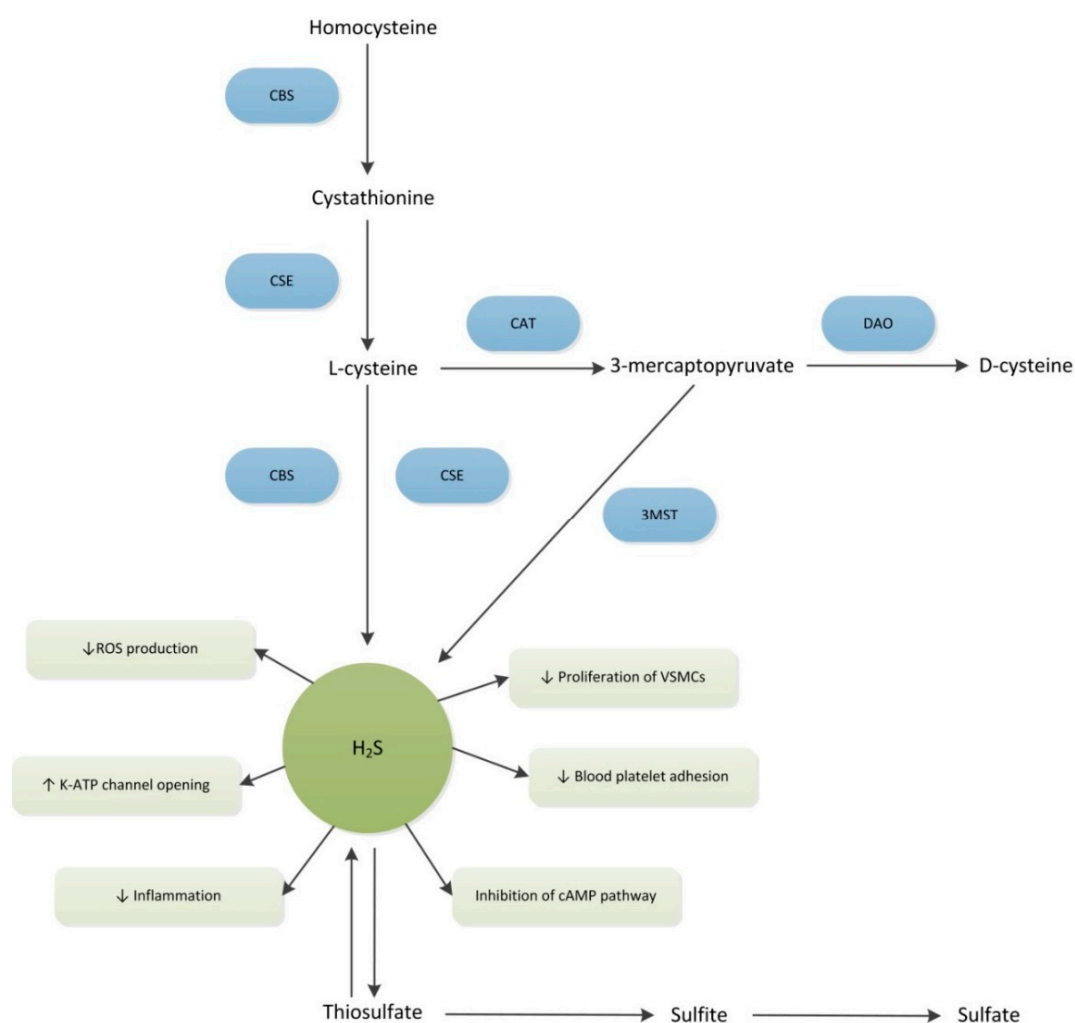 Homocysteine
CBS
Cystathionine
CSE
CAT
DAO
L-cysteine
3-mercaptopyruvate
D-cysteine
CBS
CSE
3MST
↓ROS production
↓ Proliferation of VSMCs
H₂S
↑ K-ATP channel opening
↓ Blood platelet adhesion
↓ Inflammation
Inhibition of cAMP pathway
Thiosulfate
Sulfite
Sulfate